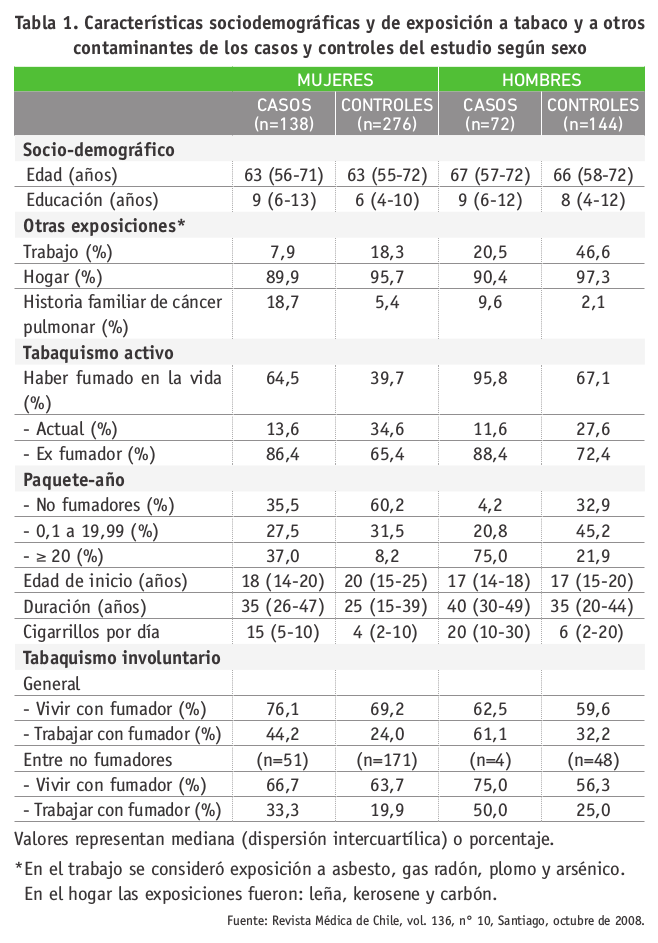 Tabla 1. Características sociodemográficas y de exposición a tabaco y a otros
contaminantes de los casos y controles del estudio según sexo
MUJERES HOMBRES
CASOS CONTROLES CASOS CONTROLES
(n=138) (n=276) (n=72) (n=144)
Socio-demográfico
Edad (años) 63 (56-71) 63 (55-72) 67 (57-72) 66 (58-72)
Educación (años) 9 (6-13) 6 (4-10) 9 (6-12) 8 (4-12)
Otras exposiciones*
Trabajo (%) 7,9 18,3 20,5 46,6
Hogar (%) 89,9 95,7 90,4 97,3
Historia familiar de cáncer 18,7 5,4 9,6 2,1
pulmonar (%)
Tabaquismo activo
Haber fumado en la vida 64,5 39,7 95,8 67,1
(%)
- Actual (%) 13,6 34,6 11,6 27,6
- Ex fumador (%) 86,4 65,4 88,4 72,4
Paquete-año
- No fumadores (%) 35,5 60,2 4,2 32,9
- 0,1 a 19,99 (%) 27,5 31,5 20,8 45,2
- ≥ 20 (%) 37,0 8,2 75,0 21,9
Edad de inicio (años) 18 (14-20) 20 (15-25) 17 (14-18) 17 (15-20)
Duración (años) 35 (26-47) 25 (15-39) 40 (30-49) 35 (20-44)
Cigarrillos por día 15 (5-10) 4 (2-10) 20 (10-30) 6 (2-20)
Tabaquismo involuntario
General
- Vivir con fumador (%) 76,1 69,2 62,5 59,6
- Trabajar con fumador (%) 44,2 24,0 61,1 32,2
Entre no fumadores (n=51) (n=171) (n=4) (n=48)
- Vivir con fumador (%) 66,7 63,7 75,0 56,3
- Trabajar con fumador (%) 33,3 19,9 50,0 25,0
Valores representan mediana (dispersión intercuartílica) o porcentaje.
*En el trabajo se consideró exposición a asbesto, gas radón, plomo y arsénico.
En el hogar las exposiciones fueron: leña, kerosene y carbón.
Fuente: Revista Médica de Chile, vol. 136, n° 10, Santiago, octubre de 2008.